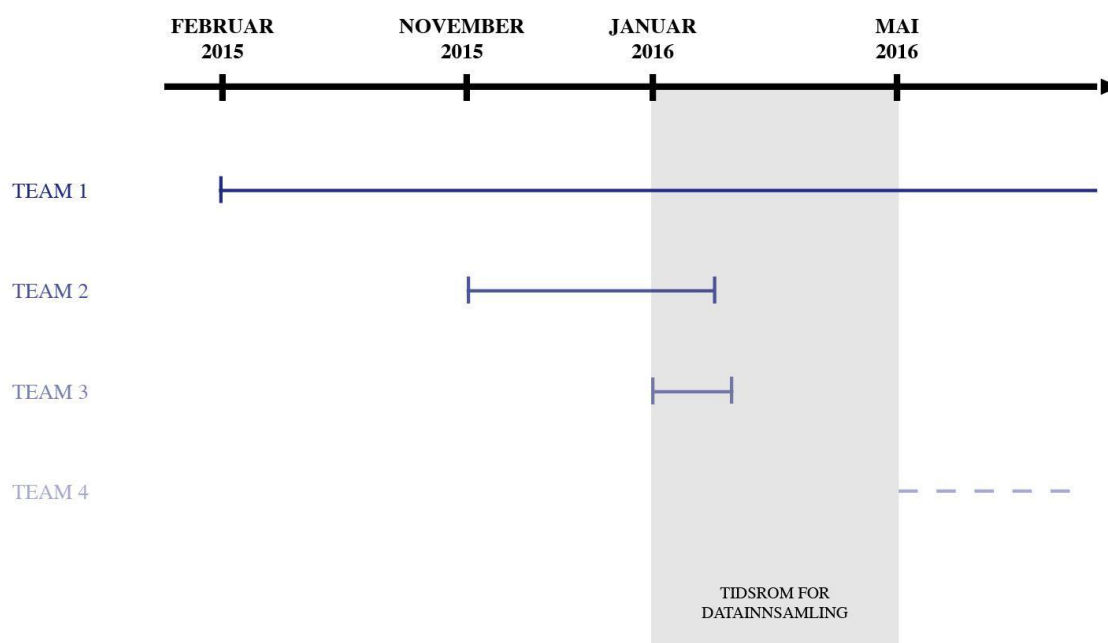 FEBRUAR
2015
NOVEMBER
2015
JANUAR
2016
MAI
2016
TEAM 1
TEAM 2
TEAM 3
TEAM 4
TIDSROM FOR
DATAINNSAMLING